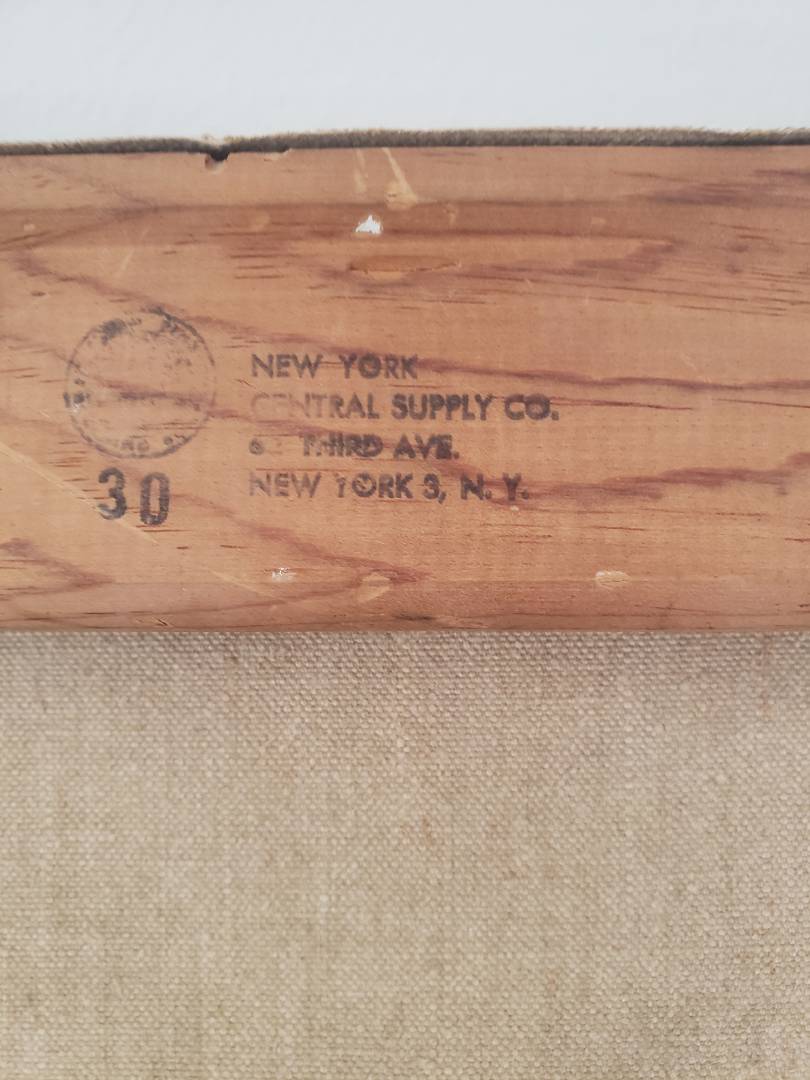 NEW YORK
CENTRAL SUPPLY CO.
THIRD AVE.
NEW YORK 3, N. Y.
30